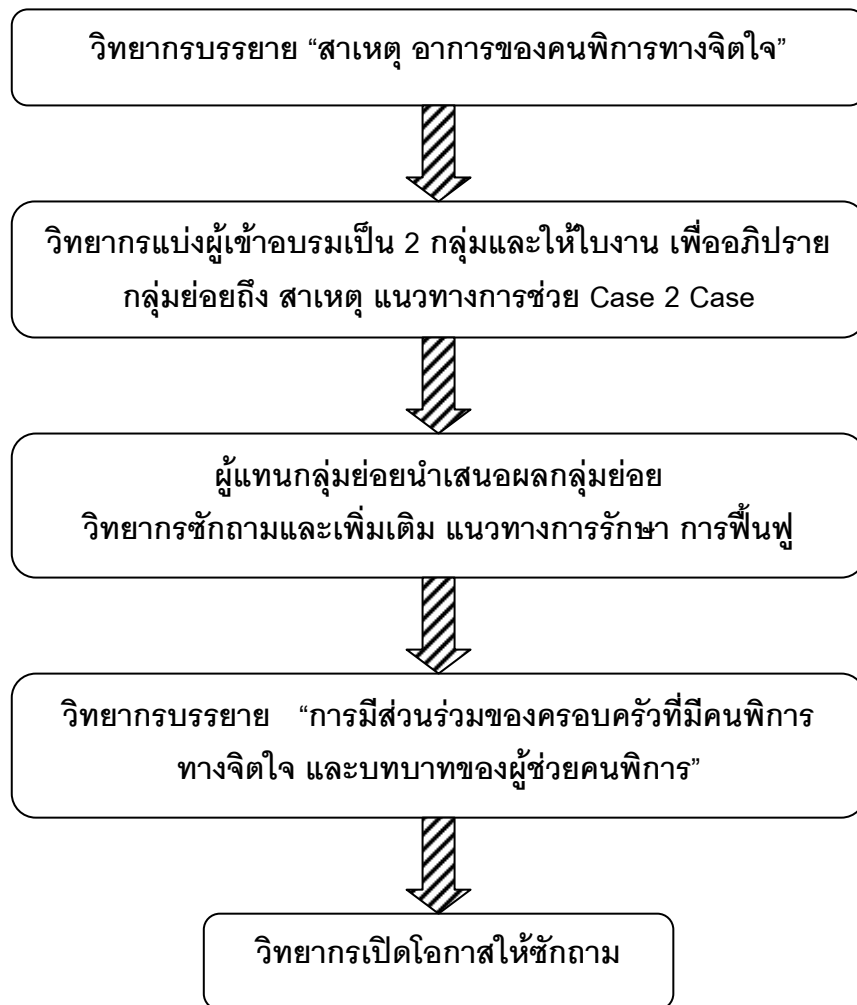 วิทยากรบรรยาย “สาเหตุ อาการของคนพิการทางจิตใจ”
วิทยากรแบ่งผู้เข้าอบรมเป็น 2 กลุ่มและให้ใบงาน เพื่ออภิปราย
กลุ่มย่อยถึง สาเหตุ แนวทางการช่วย Case 2 Case
ผู้แทนกลุ่มย่อยนำเสนอผลกลุ่มย่อย
วิทยากรซักถามและเพิ่มเติม แนวทางการรักษา การฟื้นฟู
วิทยากรบรรยาย “การมีส่วนร่วมของครอบครัวที่มีคนพิการ
ทางจิตใจ และบทบาทของผู้ช่วยคนพิการ”
วิทยากรเปิดโอกาสให้ซักถาม